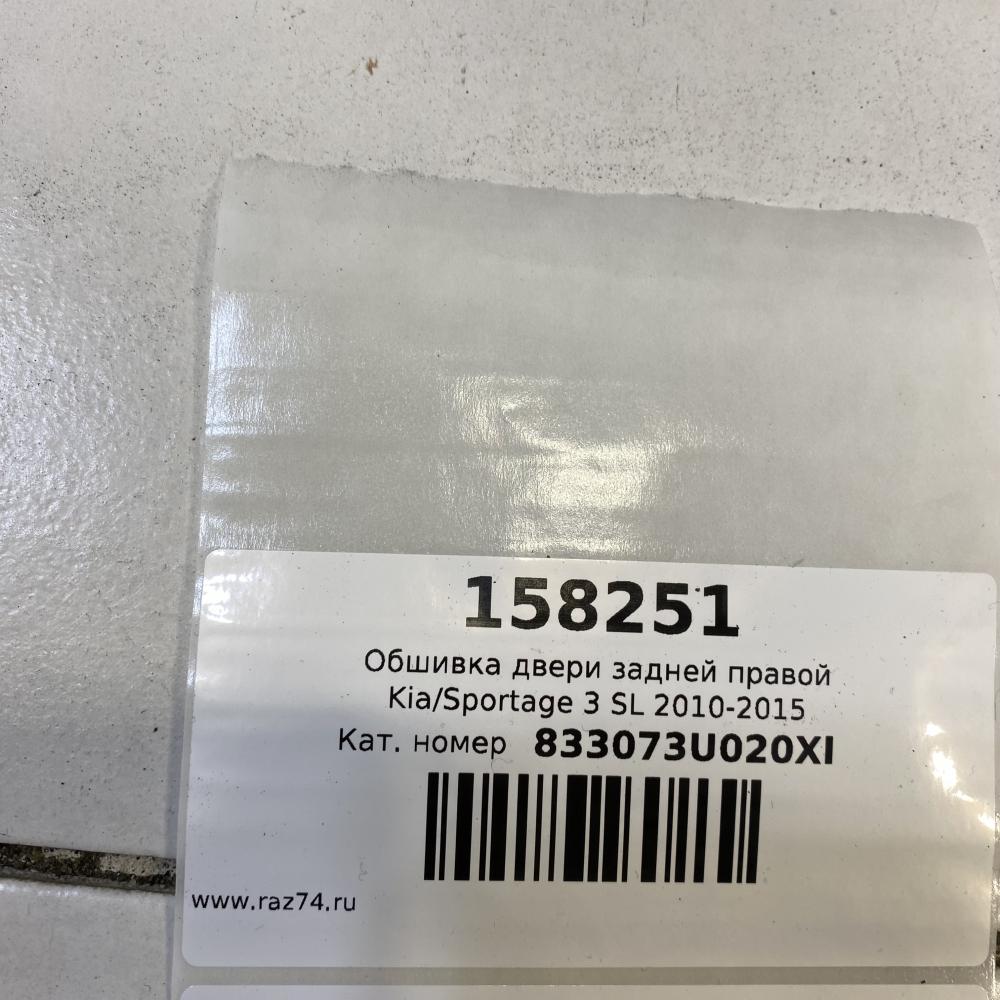 158251
Обшивка двери задней правой
Kia/Sportage 3 SL 2010-2015
Кат. номер 833073U020XI
www.raz74.ru